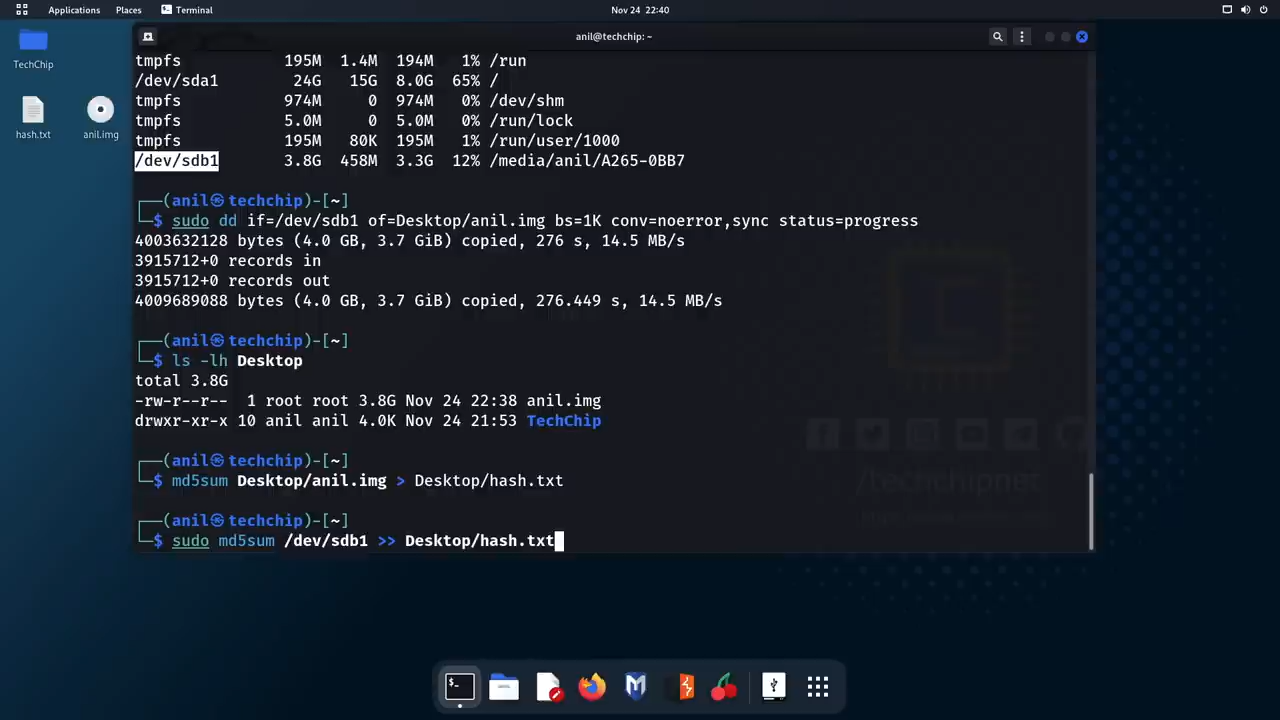 Applications Places Terminal Nov 24 22:40
anil@techchip: ~
TechChip
hash.txt anil.img
tmpfs 195M 1.4M 194M 1% /run
/dev/sda1 24G 15G 8.0G 65% /
tmpfs 974M 0 974M 0% /dev/shm
tmpfs 5.0M 0 5.0M 0% /run/lock
tmpfs 195M 80K 195M 1% /run/user/1000
/dev/sdb1 3.8G 458M 3.3G 12% /media/anil/A265-0BB7
┌──(anil㉿techchip)-[~]
└─$ sudo dd if=/dev/sdb1 of=Desktop/anil.img bs=1K conv=noerror,sync status=progress
4003632128 bytes (4.0 GB, 3.7 GiB) copied, 276 s, 14.5 MB/s
3915712+0 records in
3915712+0 records out
4009689088 bytes (4.0 GB, 3.7 GiB) copied, 276.449 s, 14.5 MB/s
┌──(anil㉿techchip)-[~]
└─$ ls -lh Desktop
total 3.8G
-rw-r--r-- 1 root root 3.8G Nov 24 22:38 anil.img
drwxr-xr-x 10 anil anil 4.0K Nov 24 21:53 TechChip
┌──(anil㉿techchip)-[~]
└─$ md5sum Desktop/anil.img > Desktop/hash.txt
/techchipnet
┌──(anil㉿techchip)-[~]
└─$ sudo md5sum /dev/sdb1 >> Desktop/hash.txt